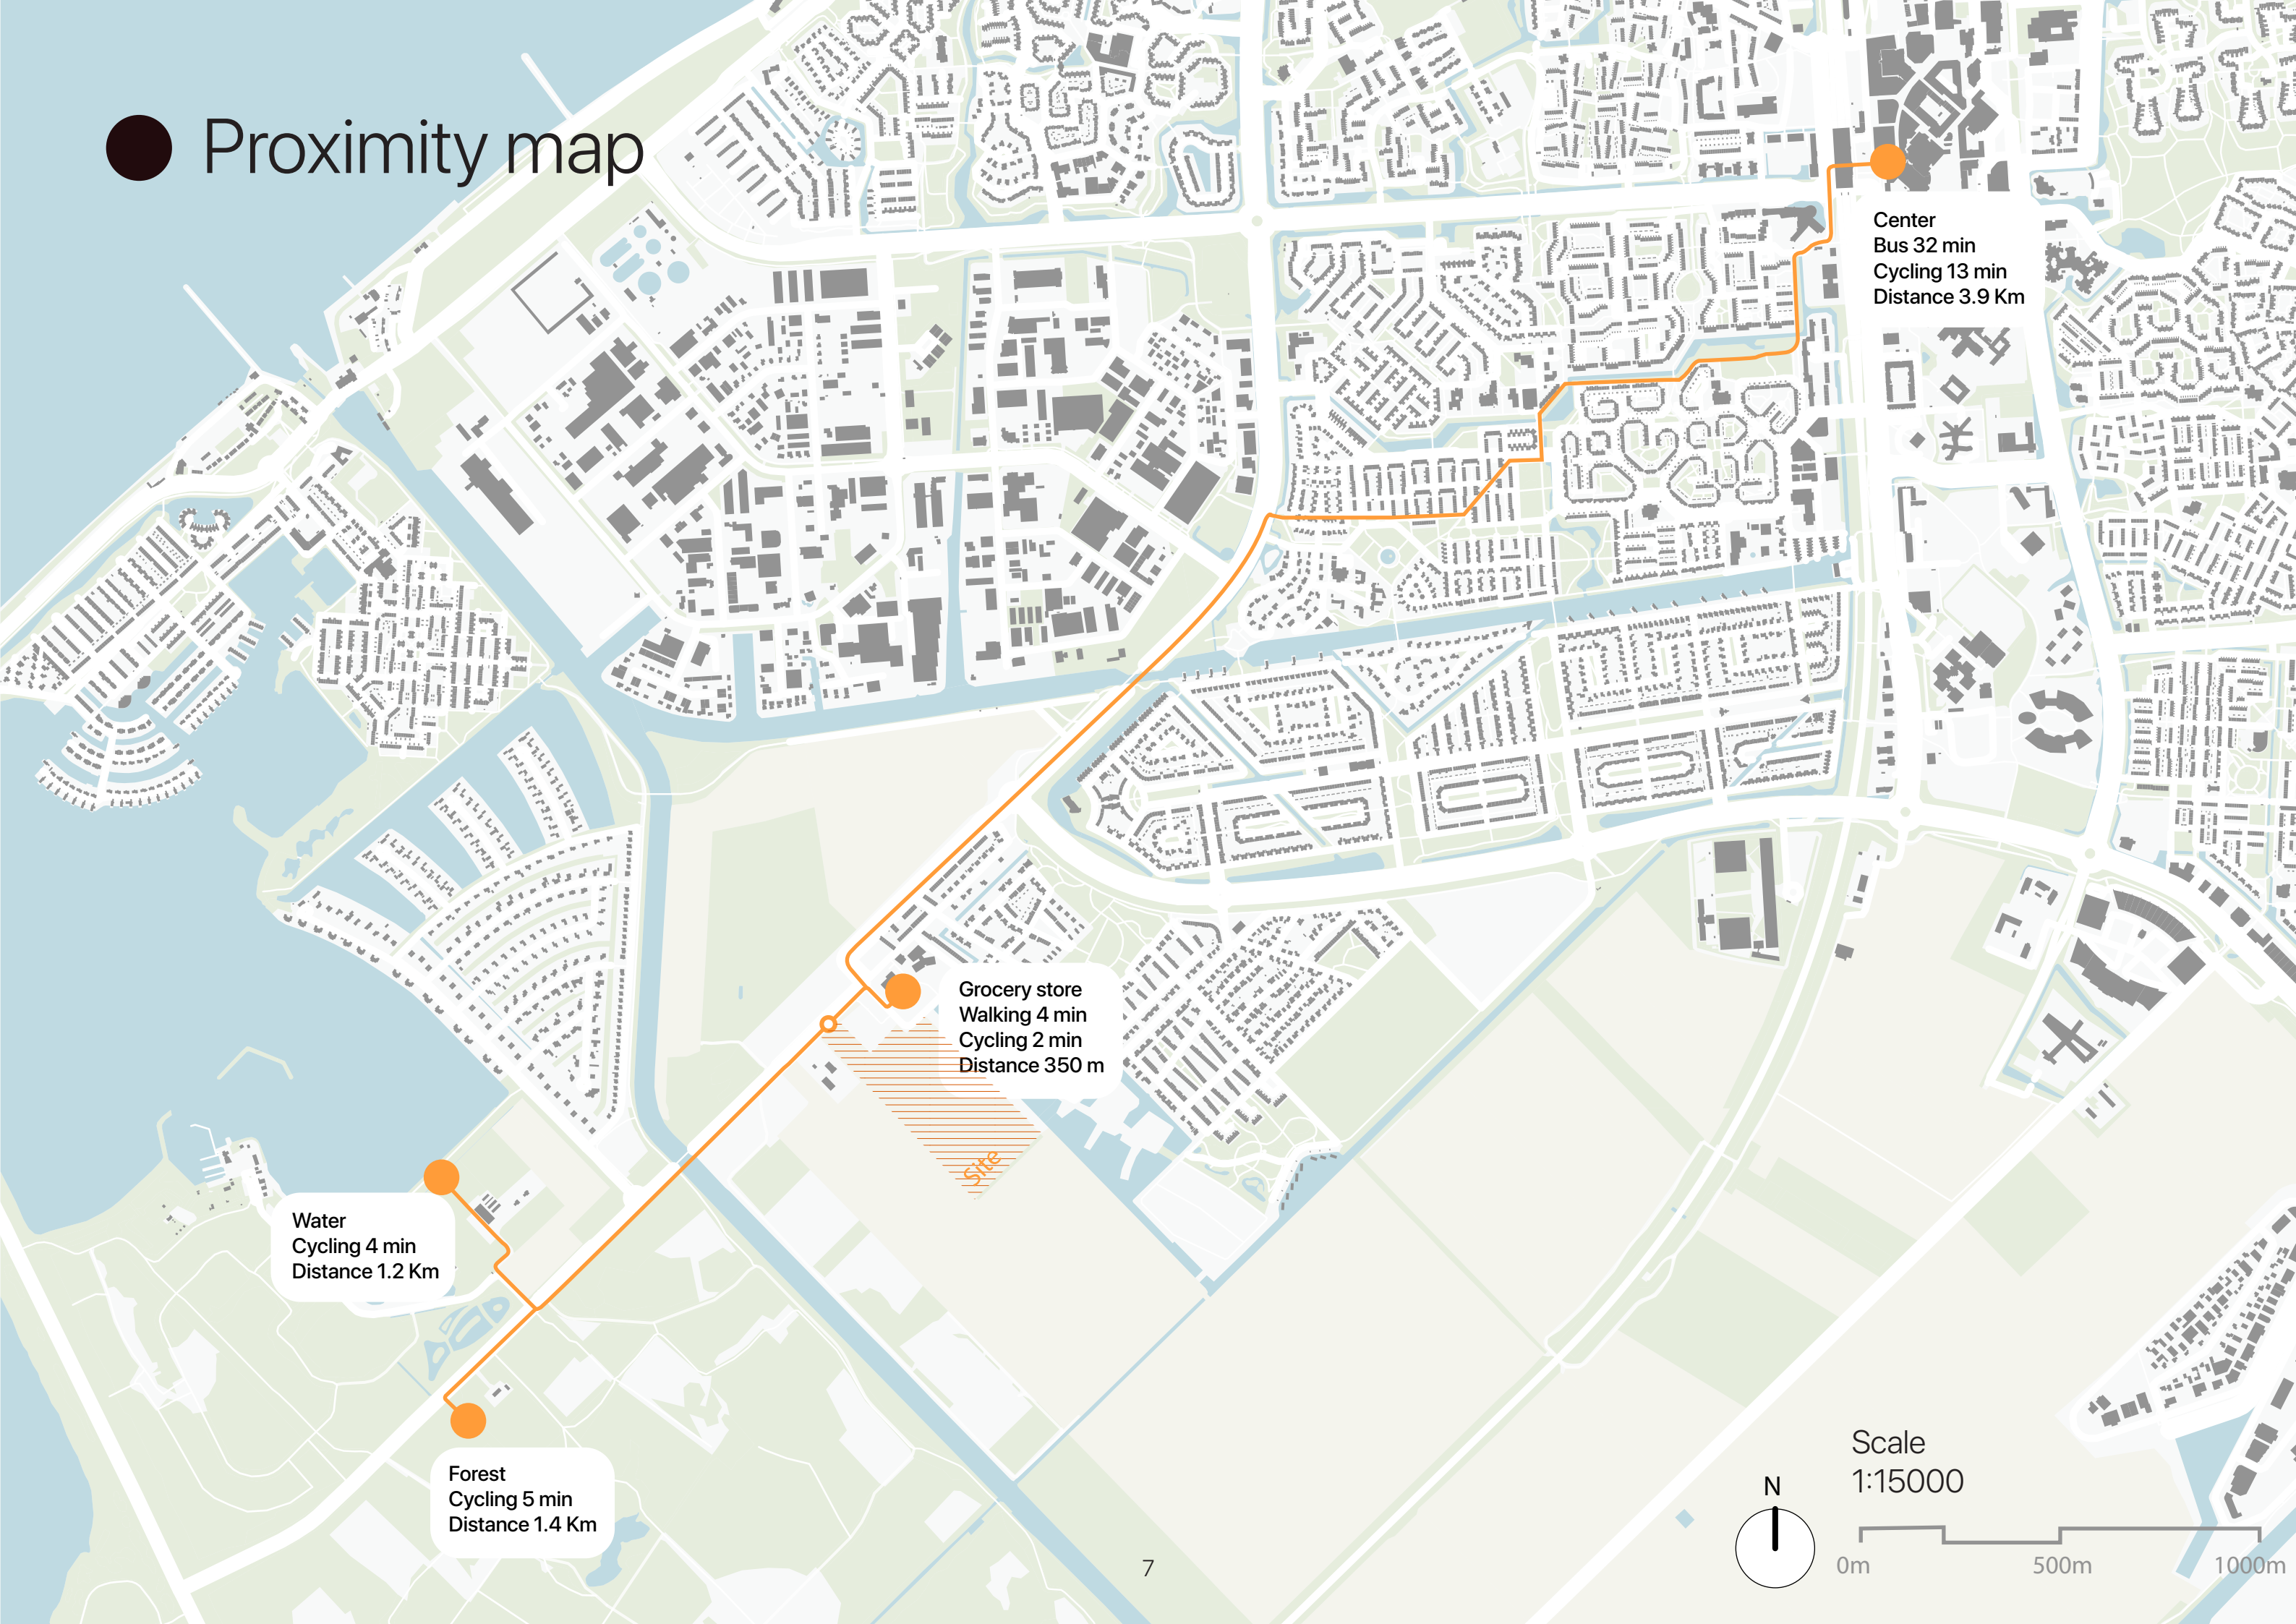 Proximity map
Center
Bus 32 min
Cycling 13 min
Distance 3.9 Km
Grocery store
Walking 4 min
Cycling 2 min
Distance 350 m
Site
Water
Cycling 4 min
Distance 1.2 Km
Forest
Cycling 5 min
Distance 1.4 Km
Scale
1:15000
N
0m 500m 1000m
7